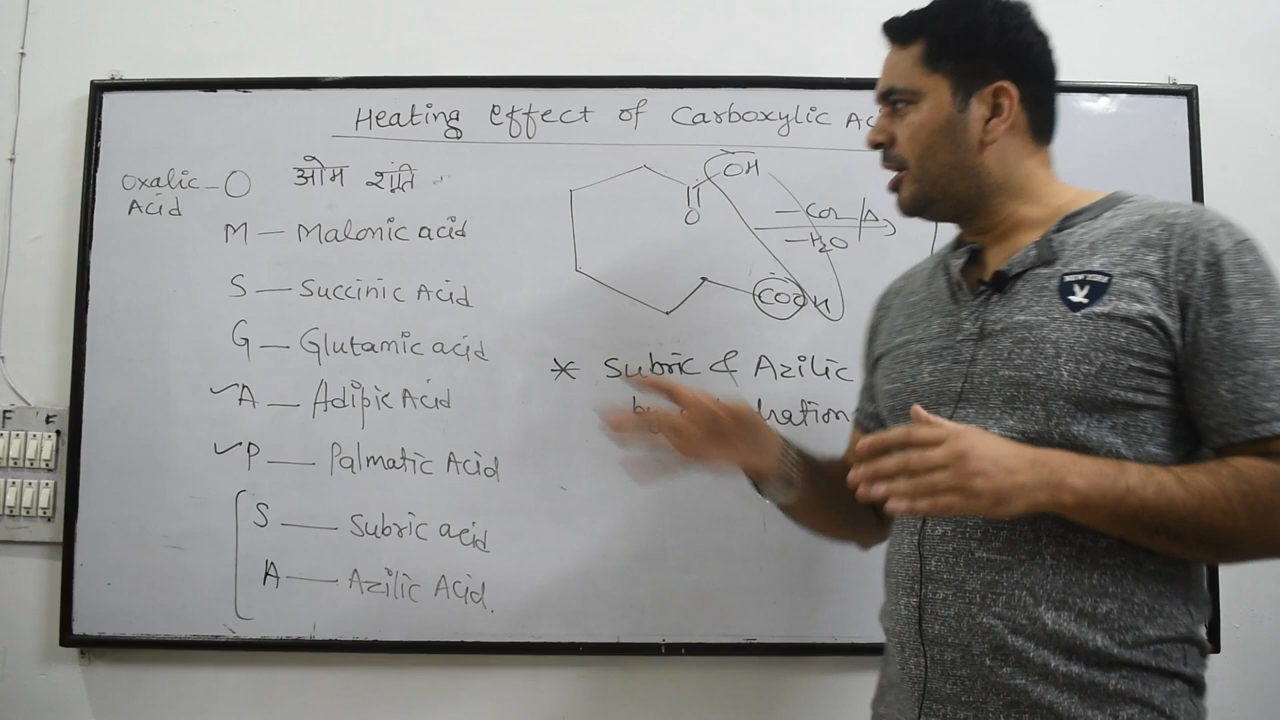 Heating Effect of Carboxylic
Oxalic - O ओम शांति
Acid
M — Malonic acid
S — Succinic Acid
G — Glutamic acid
A — Adipic Acid
P — Palmatic Acid
S — Subric acid
A — Azilic Acid.
OH
O
COOH
-H₂O
* Subric & Azilic
by